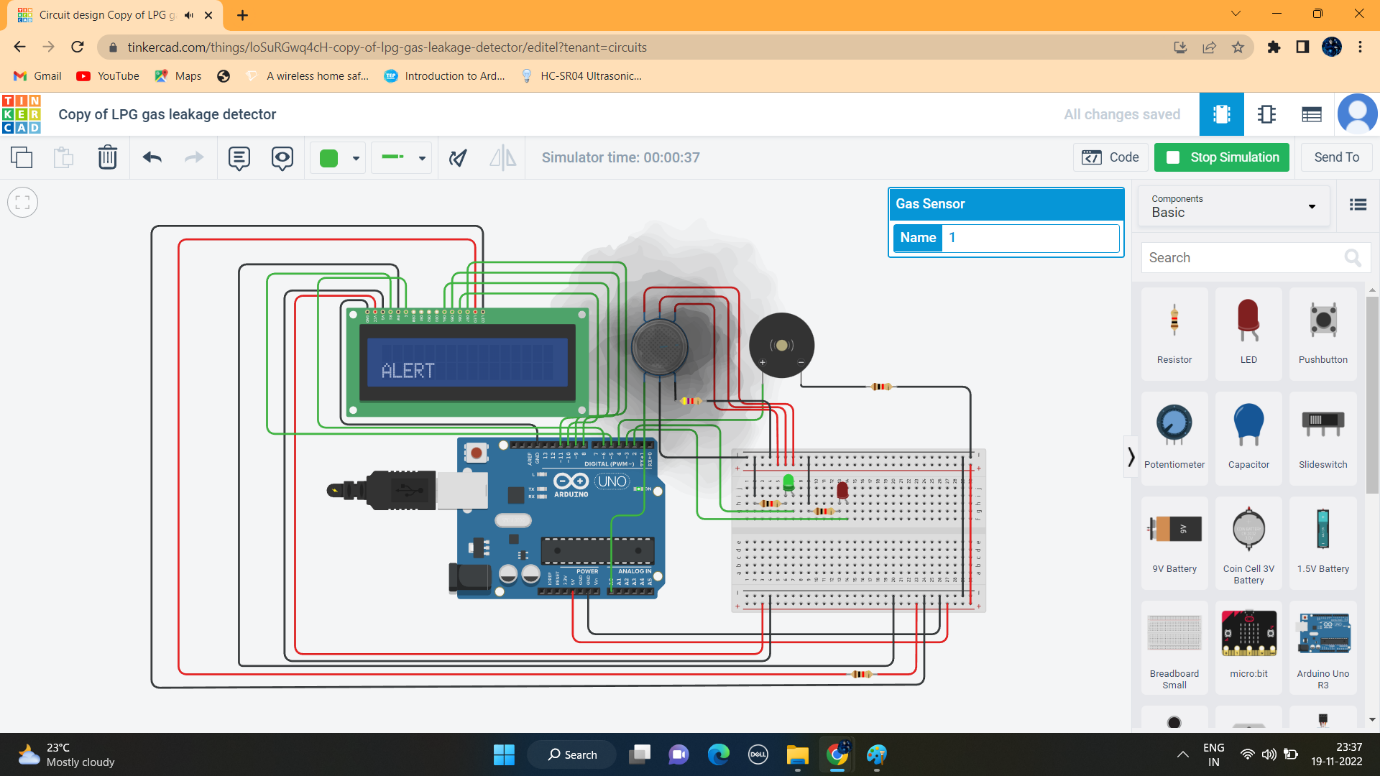 Circuit design Copy of LPG g
tinkercad.com/things/loSuRGwq4cH-copy-of-lpg-gas-leakage-detector/editel?tenant=circuits
Gmail
YouTube
Maps
A wireless home saf...
Introduction to Ard...
HC-SR04 Ultrasonic...
TIN
KER
CAD
Copy of LPG gas leakage detector
All changes saved
Simulator time: 00:00:37
Code
Stop Simulation
Send To
Gas Sensor
Name 1
Components
Basic
Search
Resistor
LED
Pushbutton
Potentiometer
Capacitor
Slideswitch
9V
9V Battery
Coin Cell 3V
Battery
1.5V Battery
Breadboard
Small
micro:bit
Arduino Uno
R3
ALERT
DIGITAL (PWM~)
UNO
ARDUINO
POWER
ANALOG IN
23°C
Mostly cloudy
Search
DELL
ENG
IN
23:37
19-11-2022